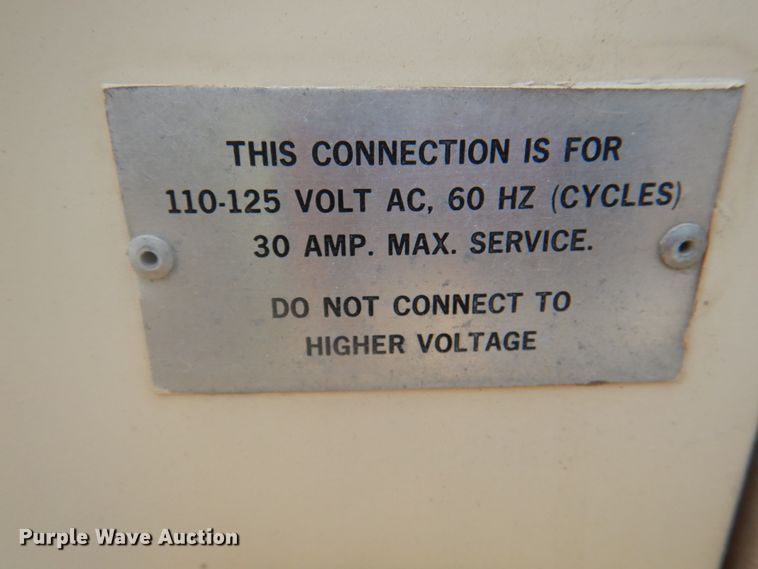 THIS CONNECTION IS FOR
110-125 VOLT AC, 60 HZ (CYCLES)
30 AMP. MAX. SERVICE.
DO NOT CONNECT TO
HIGHER VOLTAGE
Purple Wave Auction